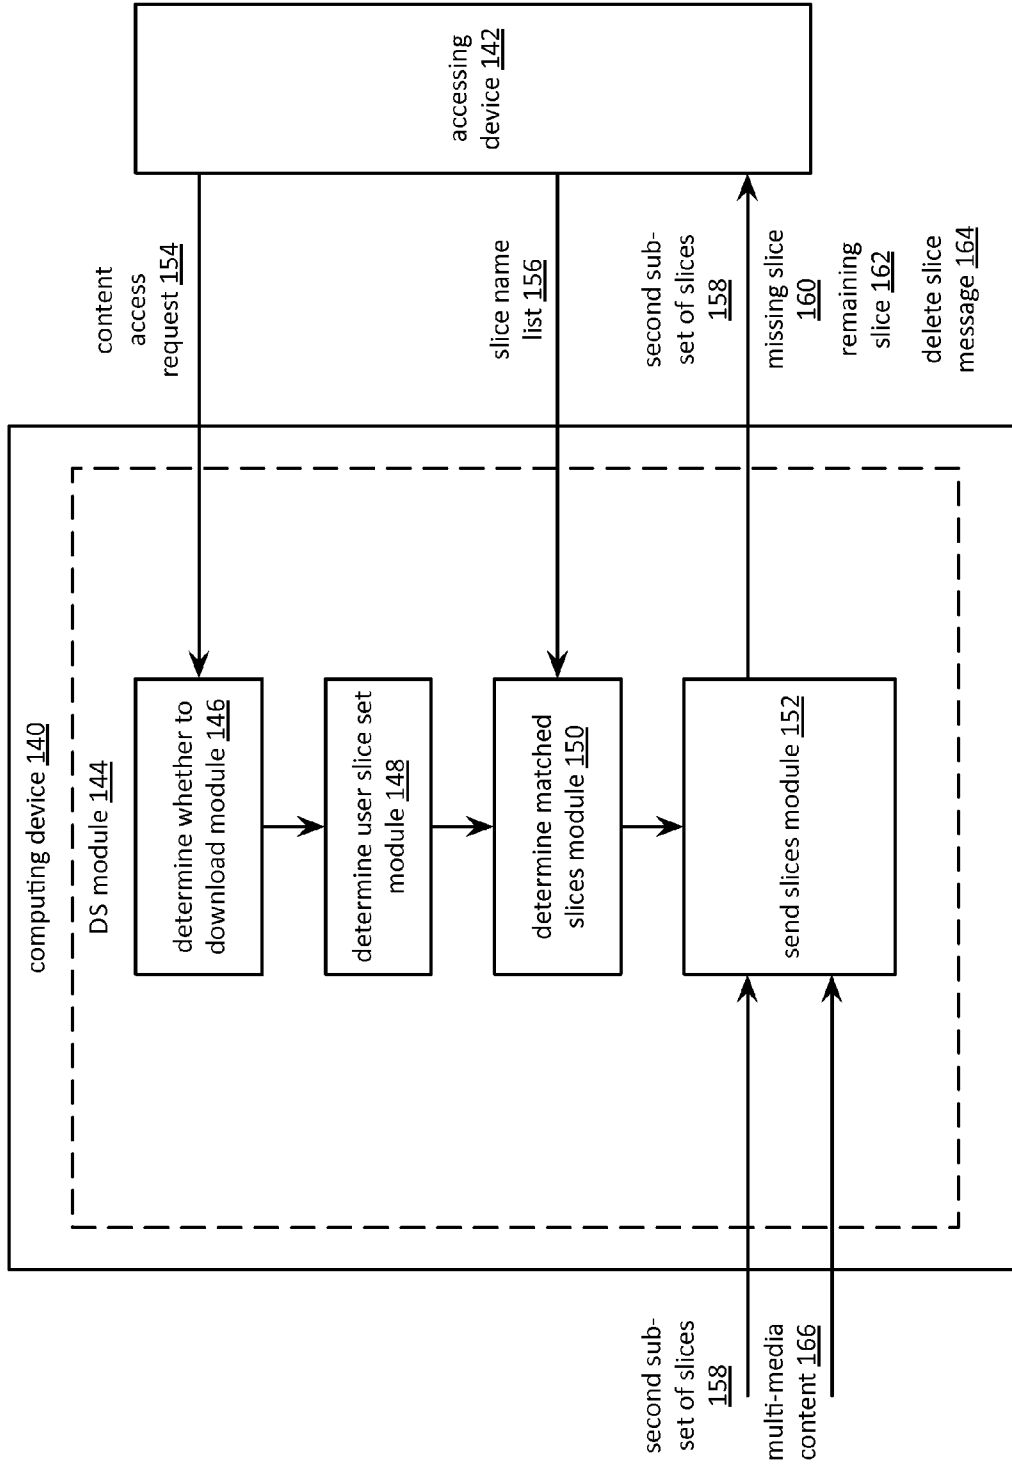 computing device 140
DS module 144
determine whether to
download module 146
determine user slice set
module 148
determine matched
slices module 150
send slices module 152
second sub-
set of slices
158
multi-media
content 166
content
access
request 154
slice name
list 156
second sub-
set of slices
158
missing slice
160
remaining
slice 162
delete slice
message 164
accessing
device 142